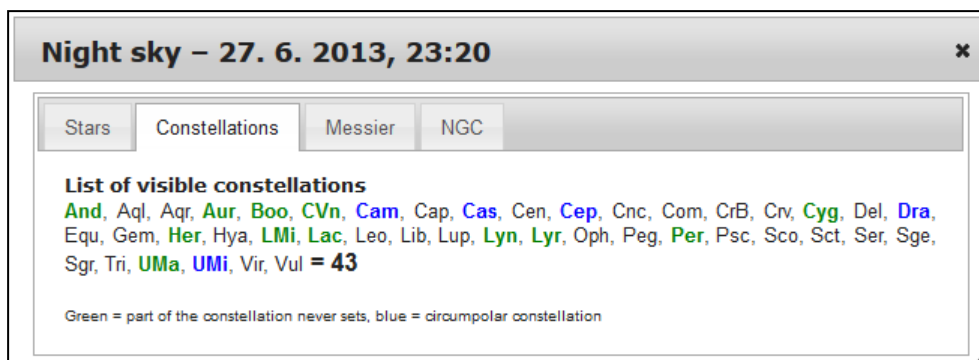 Night sky – 27. 6. 2013, 23:20
Stars Constellations Messier NGC
List of visible constellations
And, Aql, Aqr, Aur, Boo, CVn, Cam, Cap, Cas, Cen, Cep, Cnc, Com, CrB, Crv, Cyg, Del, Dra,
Equ, Gem, Her, Hya, LMi, Lac, Leo, Lib, Lup, Lyn, Lyr, Oph, Peg, Per, Psc, Sco, Sct, Ser, Sge,
Sgr, Tri, UMa, UMi, Vir, Vul = 43
Green = part of the constellation never sets, blue = circumpolar constellation